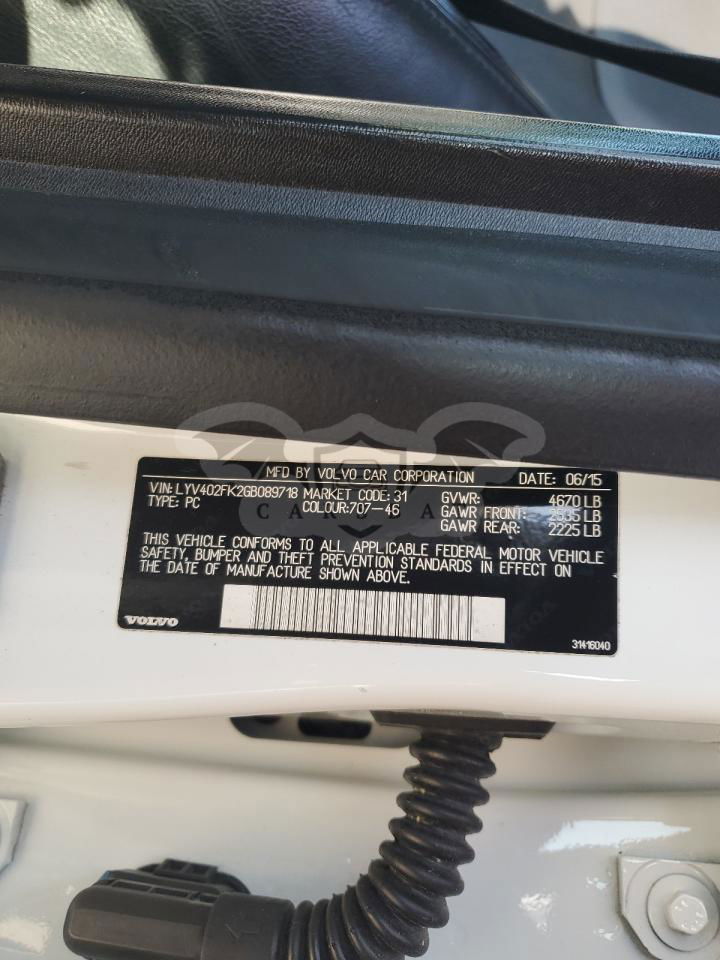 MFD BY VOLVO CAR CORPORATION DATE: 06/15
VIN: LYV402FK2GB089718 MARKET CODE: 31 GVWR: 4670 LB
TYPE: PC COLOUR:707-46 GAWR FRONT: 2535 LB
GAWR REAR: 2225 LB
THIS VEHICLE CONFORMS TO ALL APPLICABLE FEDERAL MOTOR VEHICLE
SAFETY, BUMPER AND THEFT PREVENTION STANDARDS IN EFFECT ON
THE DATE OF MANUFACTURE SHOWN ABOVE.
VOLVO
31416040